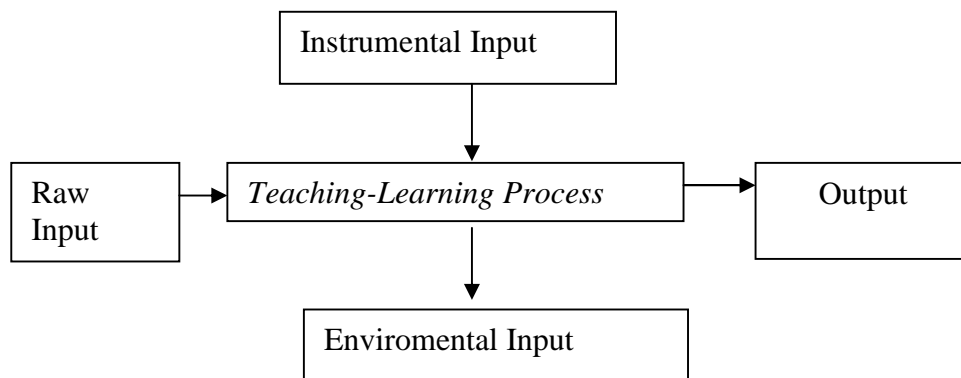 Instrumental Input
Raw
Input
Teaching-Learning Process
Output
Enviromental Input